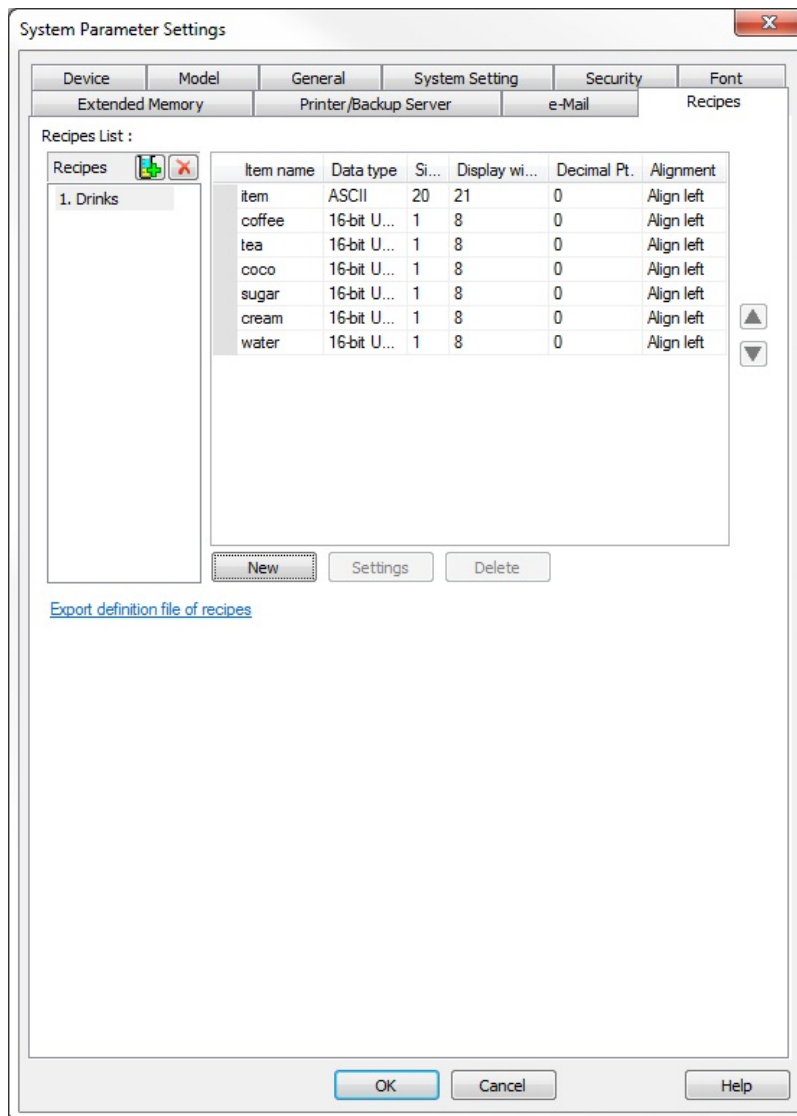 System Parameter Settings
Device Model General System Setting Security Font
Extended Memory Printer/Backup Server e-Mail Recipes
Recipes List :
Recipes
1. Drinks
Item name Data type Si... Display wi... Decimal Pt. Alignment
item ASCII 20 21 0 Align left
coffee 16-bit U... 1 8 0 Align left
tea 16-bit U... 1 8 0 Align left
coco 16-bit U... 1 8 0 Align left
sugar 16-bit U... 1 8 0 Align left
cream 16-bit U... 1 8 0 Align left
water 16-bit U... 1 8 0 Align left
New Settings Delete
Export definition file of recipes
OK Cancel Help